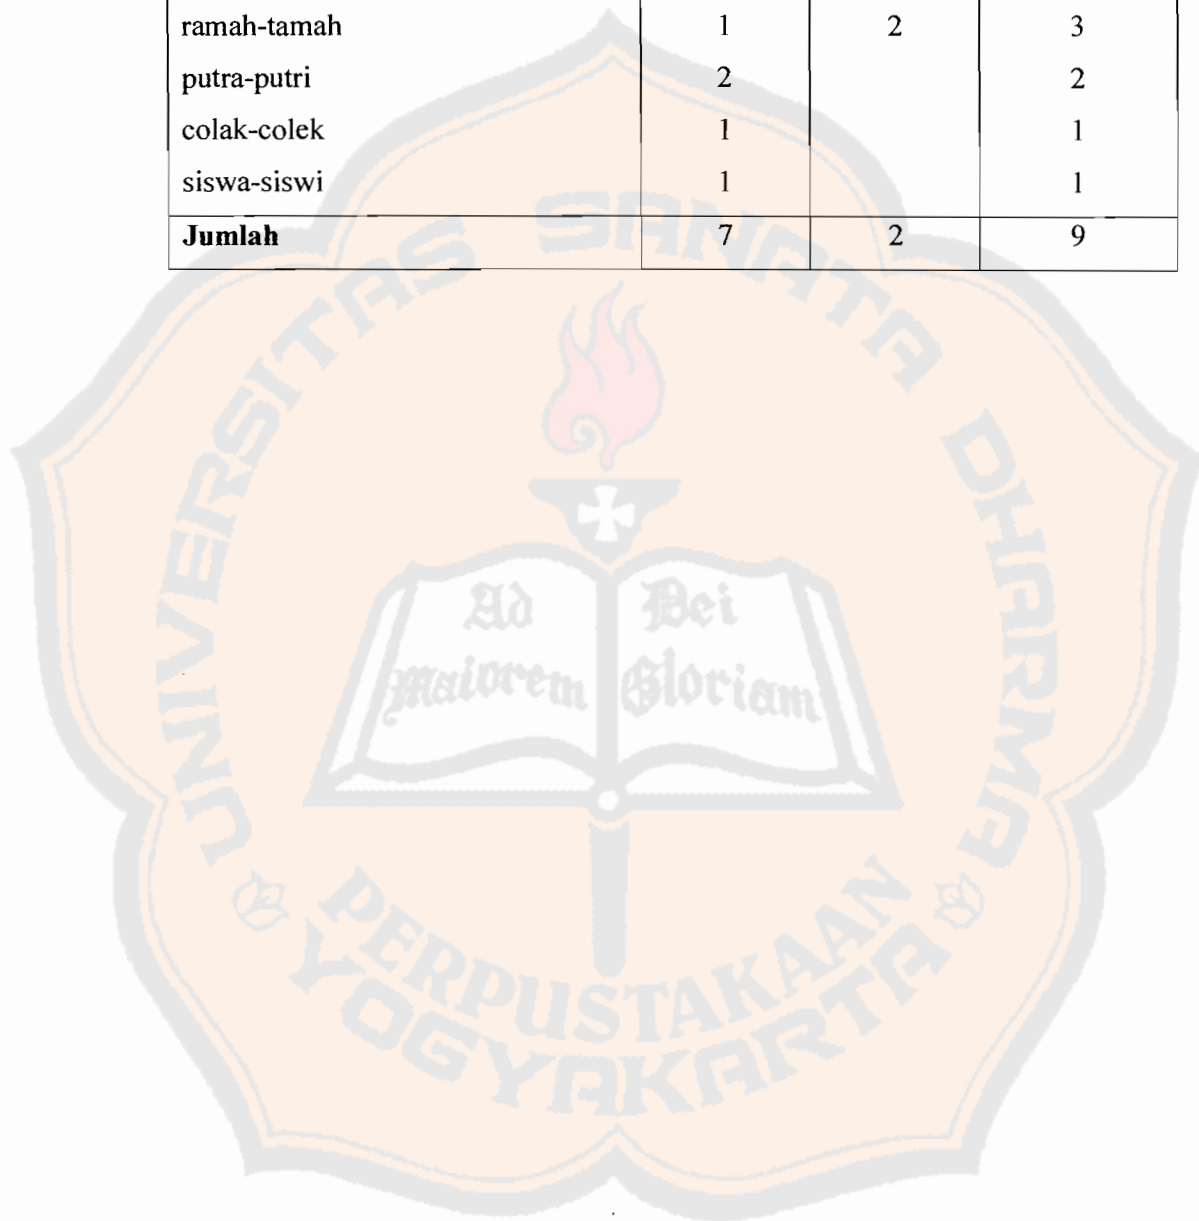 ramah-tamah 1 2 3
putra-putri 2 2
colak-colek 1 1
siswa-siswi 1 1
Jumlah 7 2 9
UNIVERSITAS SANATA DHARMA
Ad Dei
Maiorem Gloriam
PERPUSTAKAAN
YOGYAKARTA